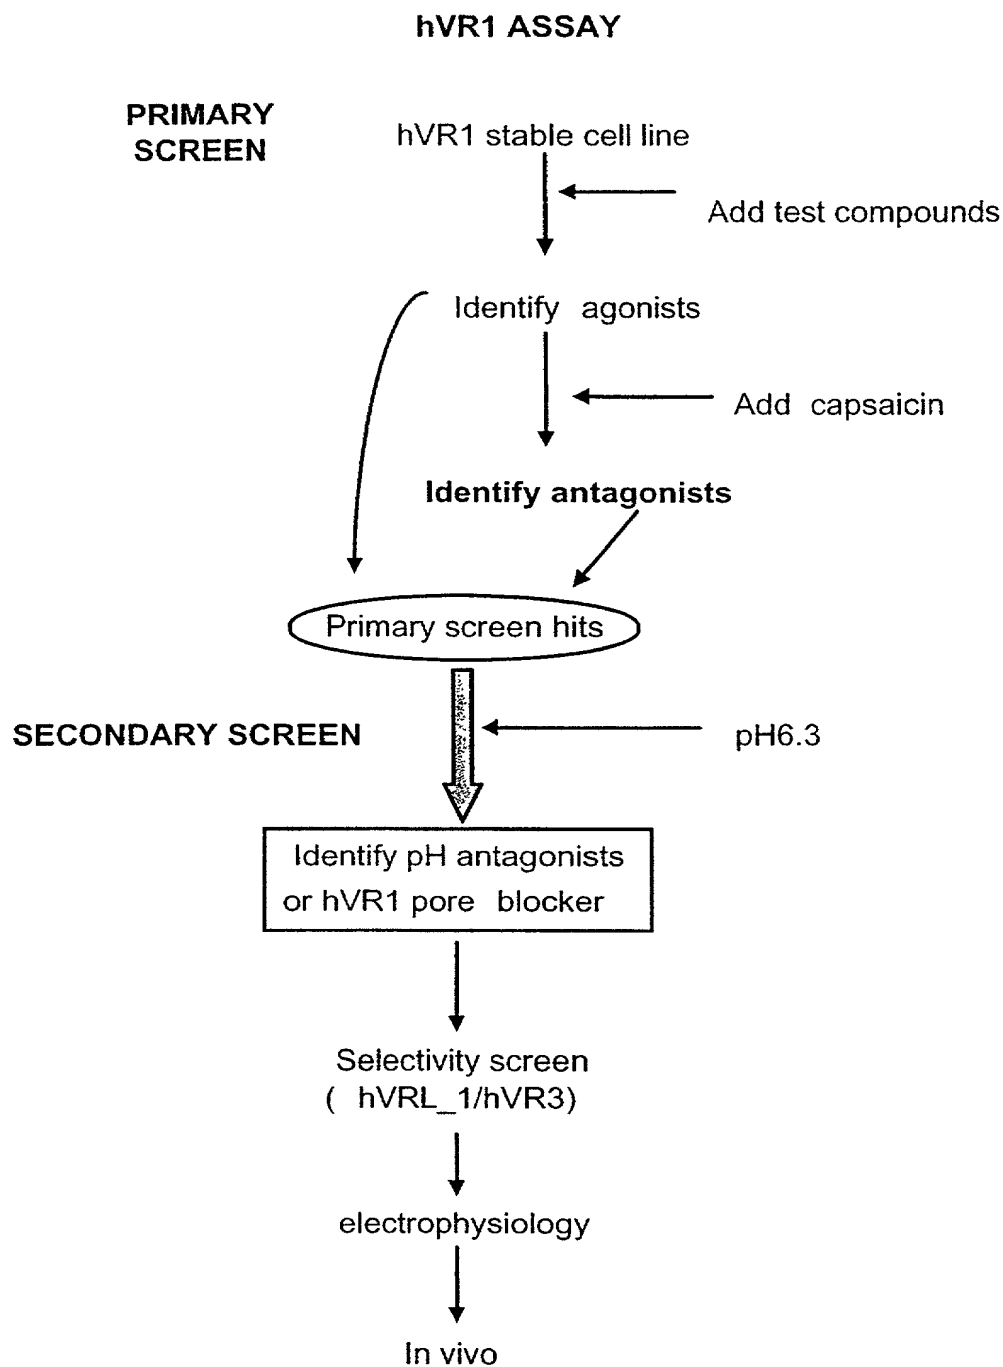 hVR1 ASSAY
PRIMARY
SCREEN
hVR1 stable cell line
Add test compounds
Identify agonists
Add capsaicin
Identify antagonists
Primary screen hits
SECONDARY SCREEN
pH6.3
Identify pH antagonists
or hVR1 pore blocker
Selectivity screen
( hVRL_1/hVR3)
electrophysiology
In vivo